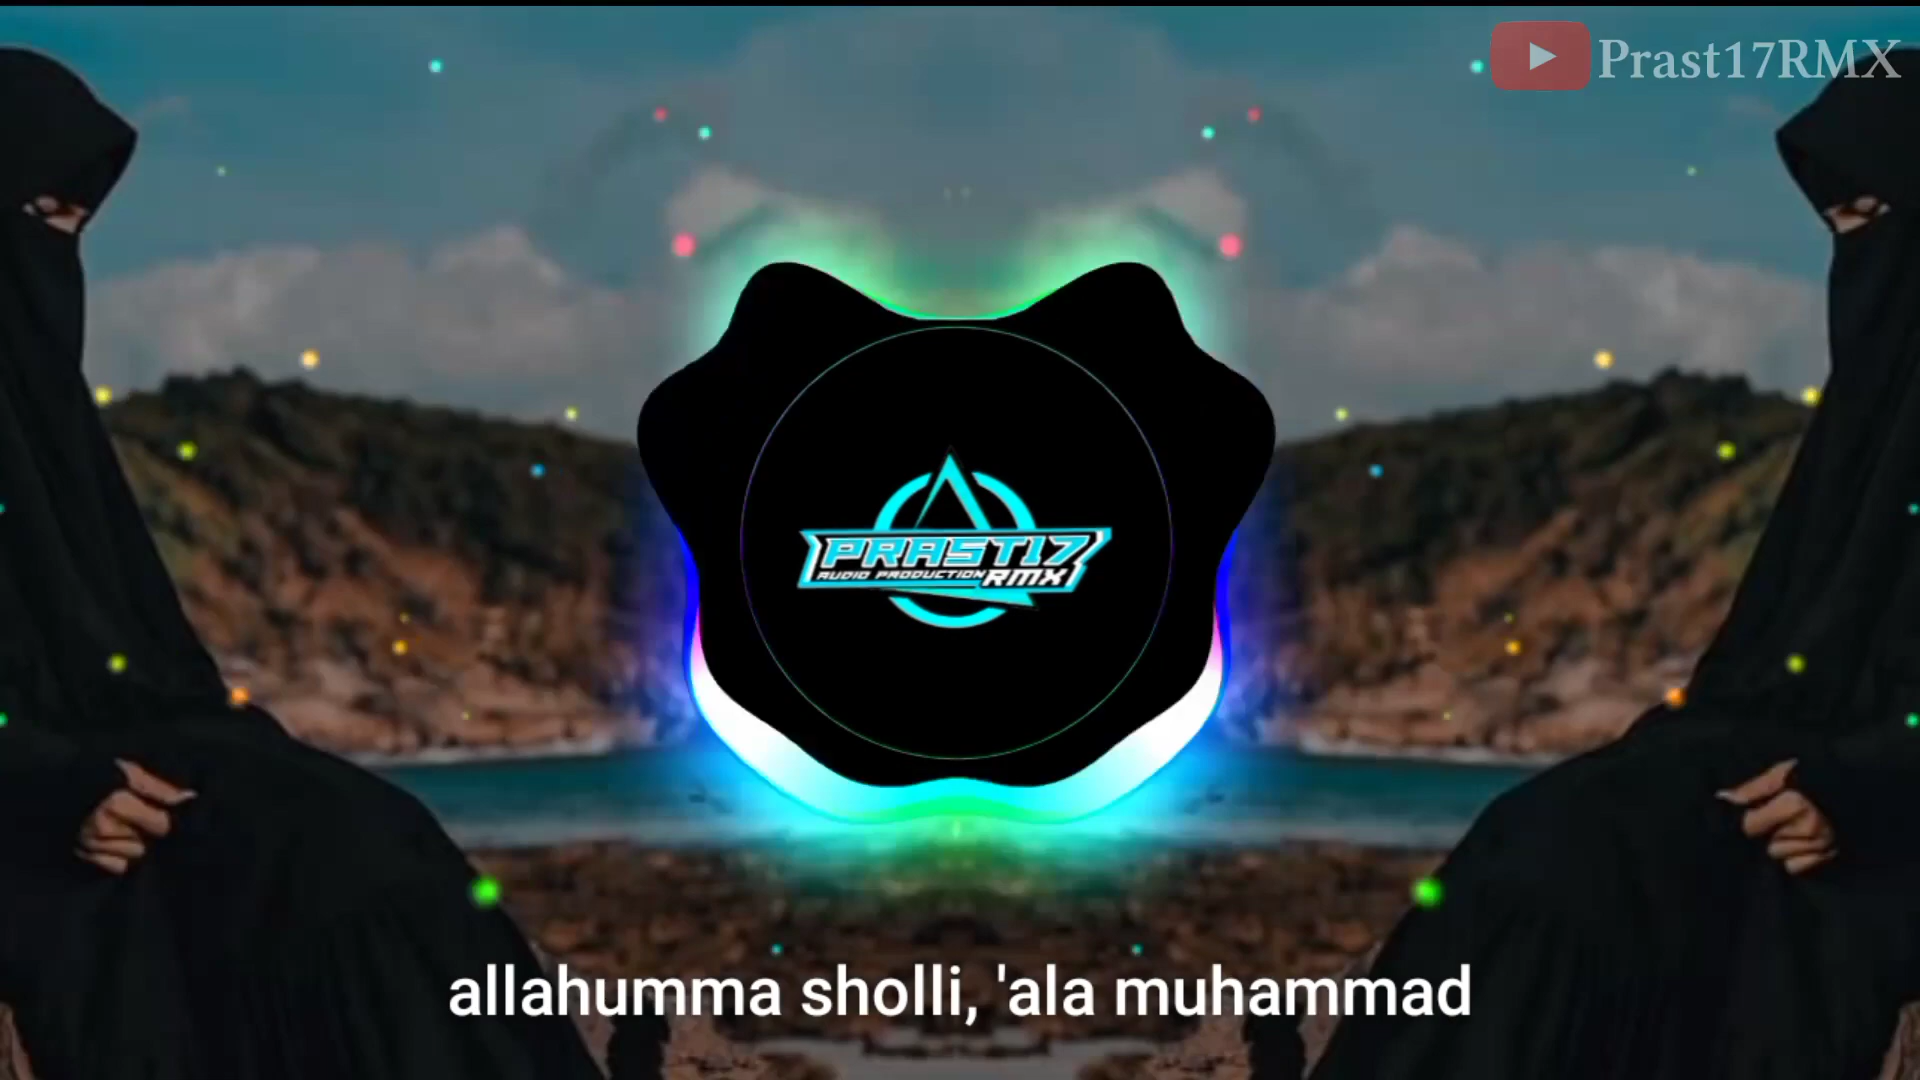 Prast17RMX
PRAST17
AUDIO PRODUCTION RMX
allahumma sholli, 'ala muhammad